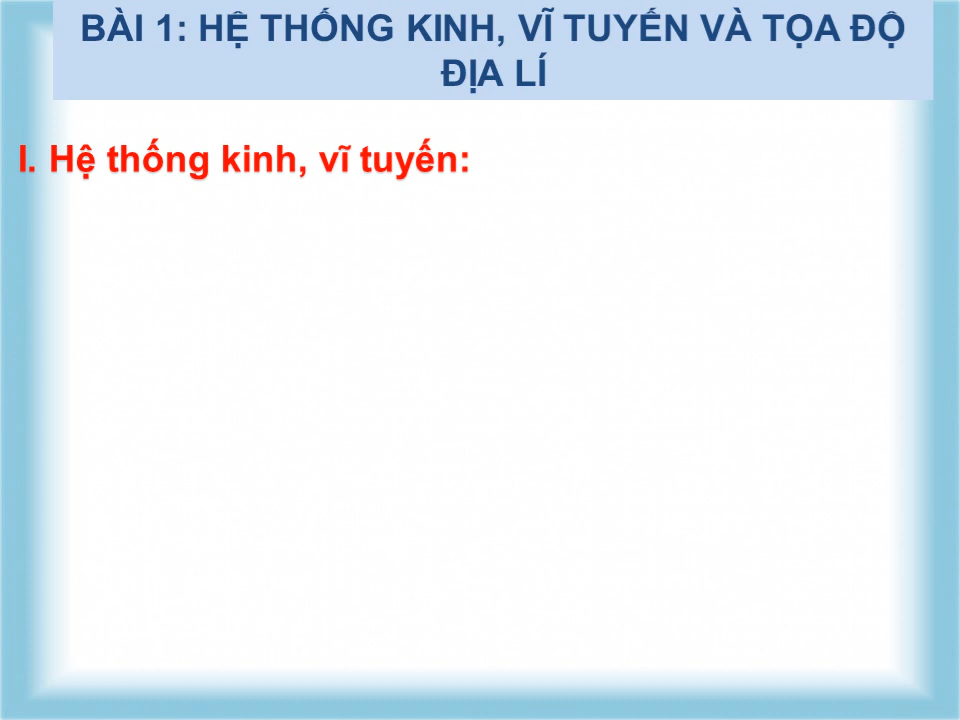 BÀI 1: HỆ THỐNG KINH, VĨ TUYẾN VÀ TỌA ĐỘ
ĐỊA LÍ
I. Hệ thống kinh, vĩ tuyến: